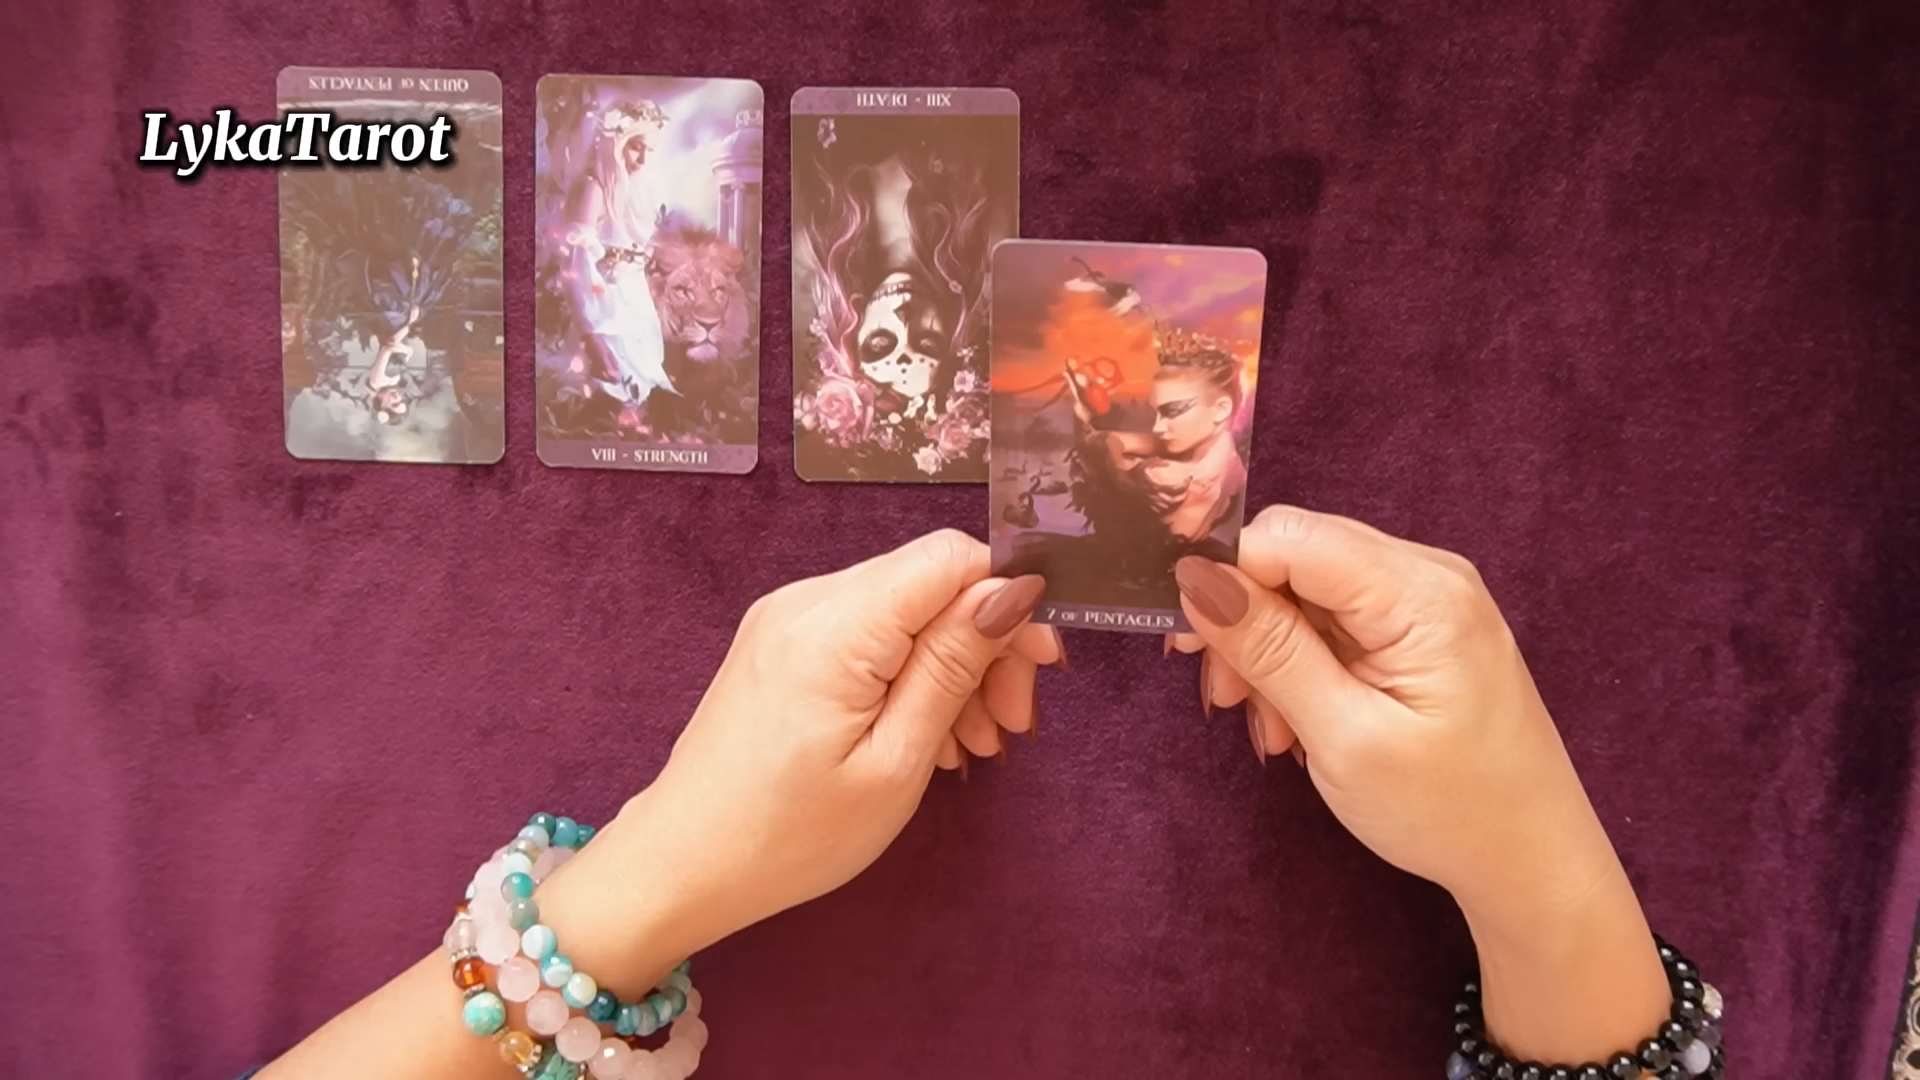 QUEEN OF PENTACLES
LykaTarot
VIII - STRENGTH
XIII - DEATH
7 OF PENTACLES